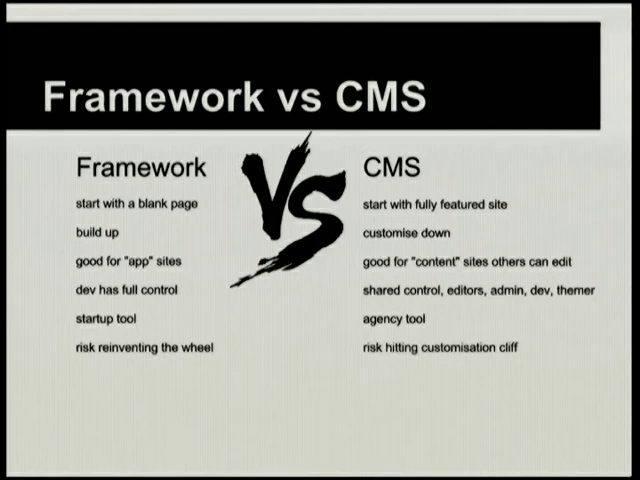 Framework vs CMS
Framework
start with a blank page
build up
good for "app" sites
dev has full control
startup tool
risk reinventing the wheel
VS
CMS
start with fully featured site
customise down
good for "content" sites others can edit
shared control, editors, admin, dev, themer
agency tool
risk hitting customisation cliff